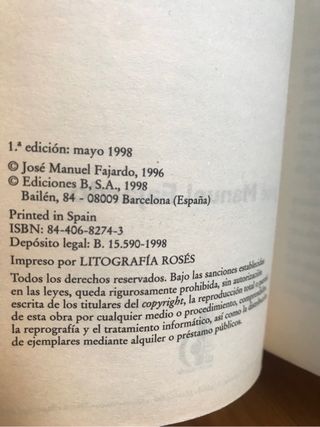 1.ª edición: mayo 1998
© José Manuel Fajardo, 1996
© Ediciones B, S.A., 1998
Bailén, 84 - 08009 Barcelona (España)
Printed in Spain
ISBN: 84-406-8274-3
Depósito legal: B. 15.590-1998
Impreso por LITOGRAFÍA ROSÉS
Todos los derechos reservados. Bajo las sanciones establecidas
en las leyes, queda rigurosamente prohibida, sin autorización
escrita de los titulares del copyright, la reproducción total o parcial
de esta obra por cualquier medio o procedimiento, comprendidos
la reprografía y el tratamiento informático, así como la distribución
de ejemplares mediante alquiler o préstamo públicos.